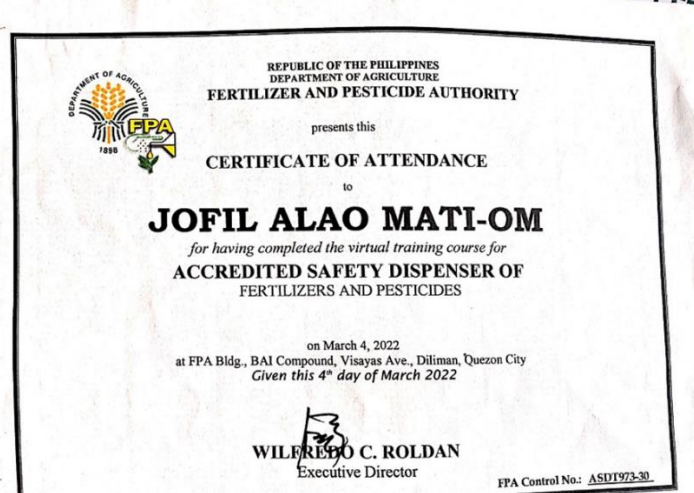 REPUBLIC OF THE PHILIPPINES
DEPARTMENT OF AGRICULTURE
FERTILIZER AND PESTICIDE AUTHORITY
DEPARTMENT OF AGRICULTURE
FPA
1898
presents this
CERTIFICATE OF ATTENDANCE
to
JOFIL ALAO MATI-OM
for having completed the virtual training course for
ACCREDITED SAFETY DISPENSER OF
FERTILIZERS AND PESTICIDES
on March 4, 2022
at FPA Bldg., BAI Compound, Visayas Ave., Diliman, Quezon City
Given this 4th day of March 2022
WILFREDO C. ROLDAN
Executive Director
FPA Control No.: ASDT973-30